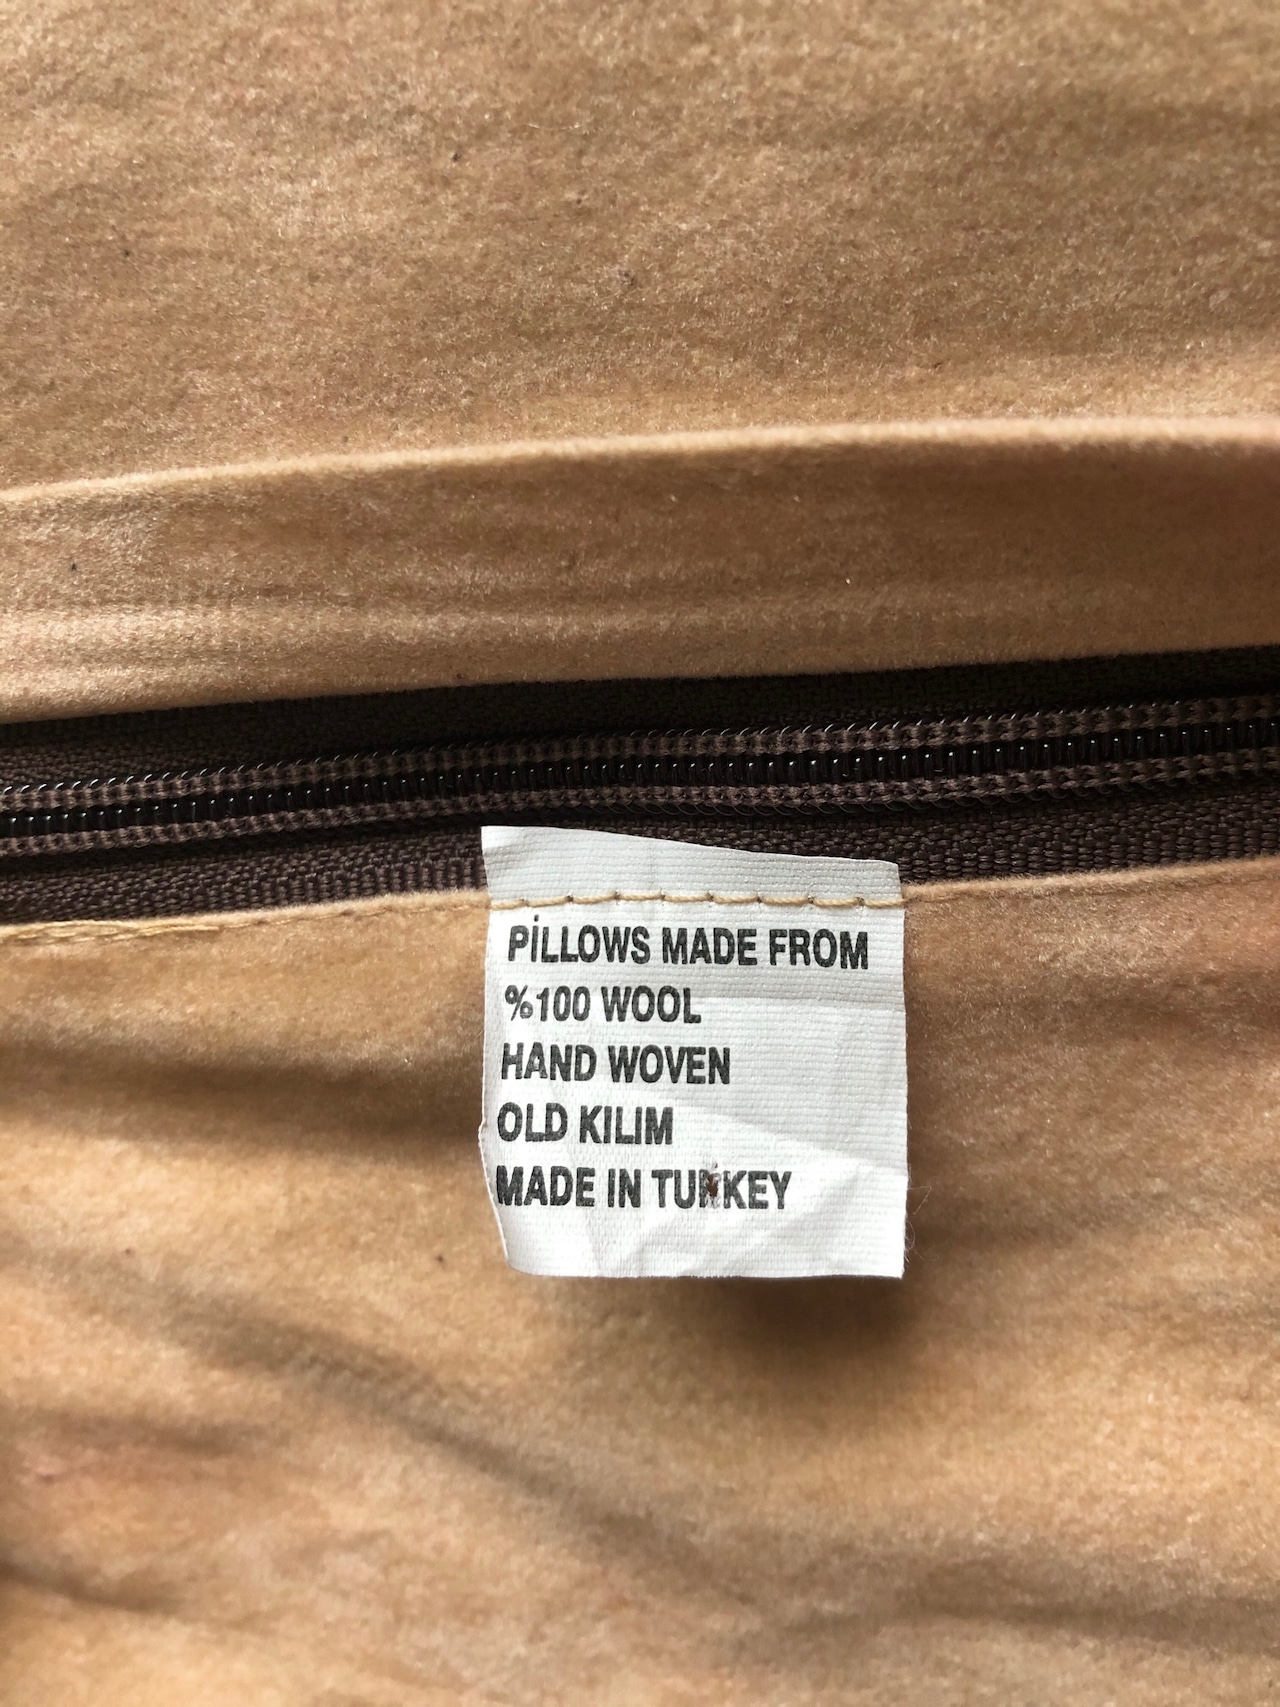 PİLLOWS MADE FROM
%100 WOOL
HAND WOVEN
OLD KILIM
MADE IN TURKEY